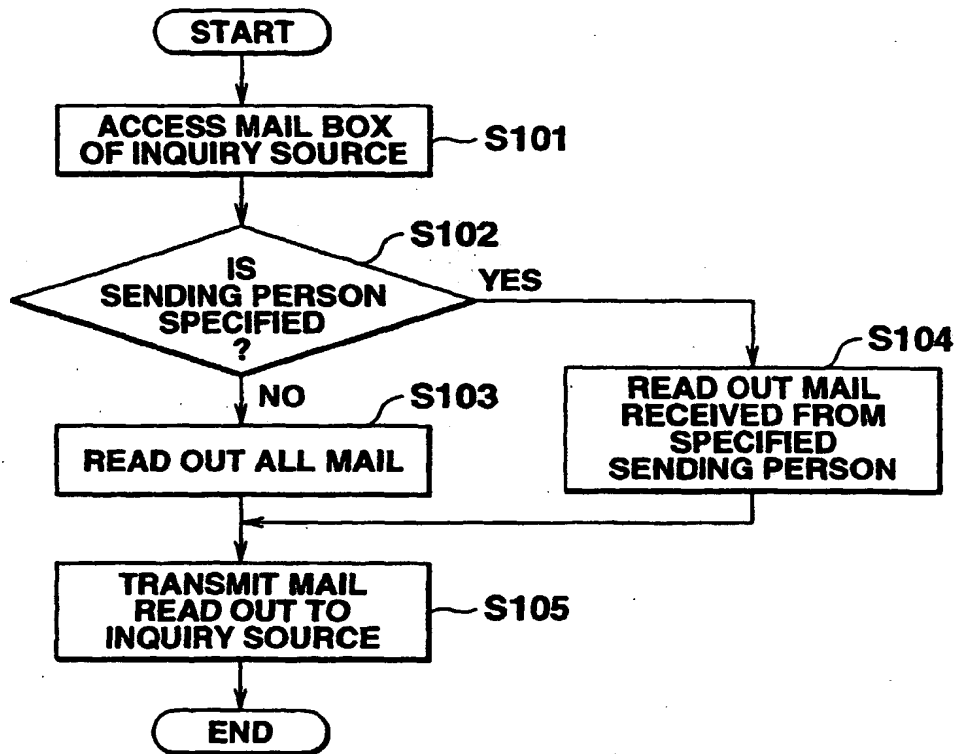 START
ACCESS MAIL BOX
OF INQUIRY SOURCE
S101
S102
IS
SENDING PERSON
SPECIFIED
?
YES
NO
S103
READ OUT ALL MAIL
S104
READ OUT MAIL
RECEIVED FROM
SPECIFIED
SENDING PERSON
TRANSMIT MAIL
READ OUT TO
INQUIRY SOURCE
S105
END